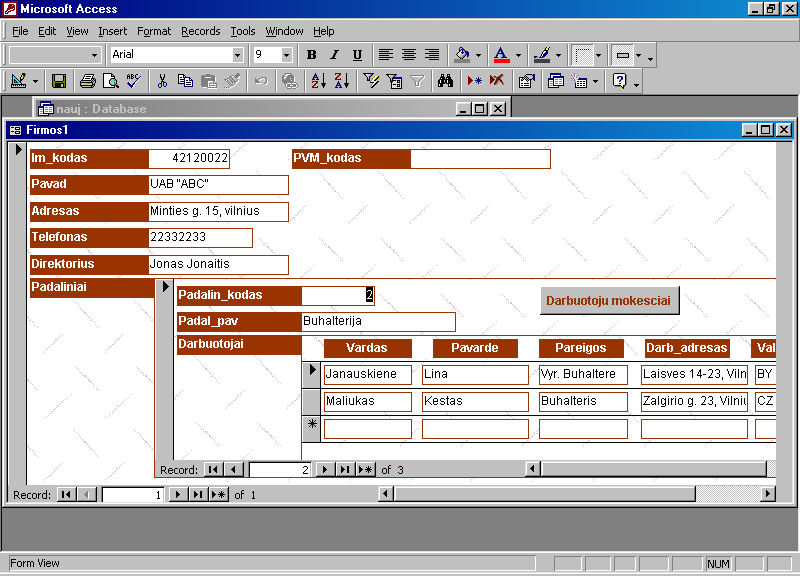 Microsoft Access
File Edit View Insert Format Records Tools Window Help
Arial 9 B I U A
nauj : Database
Firmos1
Im_kodas 42120022 PVM_kodas
Pavad UAB "ABC"
Adresas Minties g. 15, vilnius
Telefonas 22332233
Direktorius Jonas Jonaitis
Padaliniai
Padalin_kodas 2 Darbuotoju mokesciai
Padal_pav Buhalterija
Darbuotojai Vardas Pavarde Pareigos Darb_adresas Val
Janauskiene Lina Vyr. Buhaltere Laisves 14-23, Viln BY
Maliukas Kestas Buhalteris Zalgirio g. 23, Vilniu CZ
Record: 2 of 3
Record: 1 of 1
Form View NUM